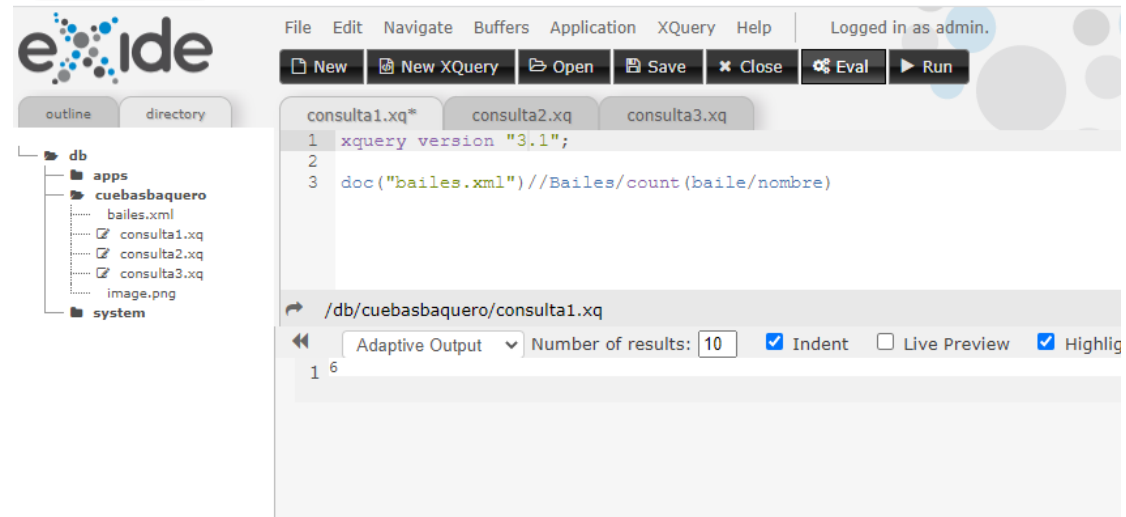 eXide
File Edit Navigate Buffers Application XQuery Help Logged in as admin.
New New XQuery Open Save Close Eval Run
outline directory
consulta1.xq* consulta2.xq consulta3.xq
1 xquery version "3.1";
2
3 doc("bailes.xml")//Bailes/count(baile/nombre)
db
apps
cuebasbaquero
bailes.xml
consulta1.xq
consulta2.xq
consulta3.xq
image.png
system
/db/cuebasbaquero/consulta1.xq
Adaptive Output Number of results: 10 Indent Live Preview Highlig
1 6